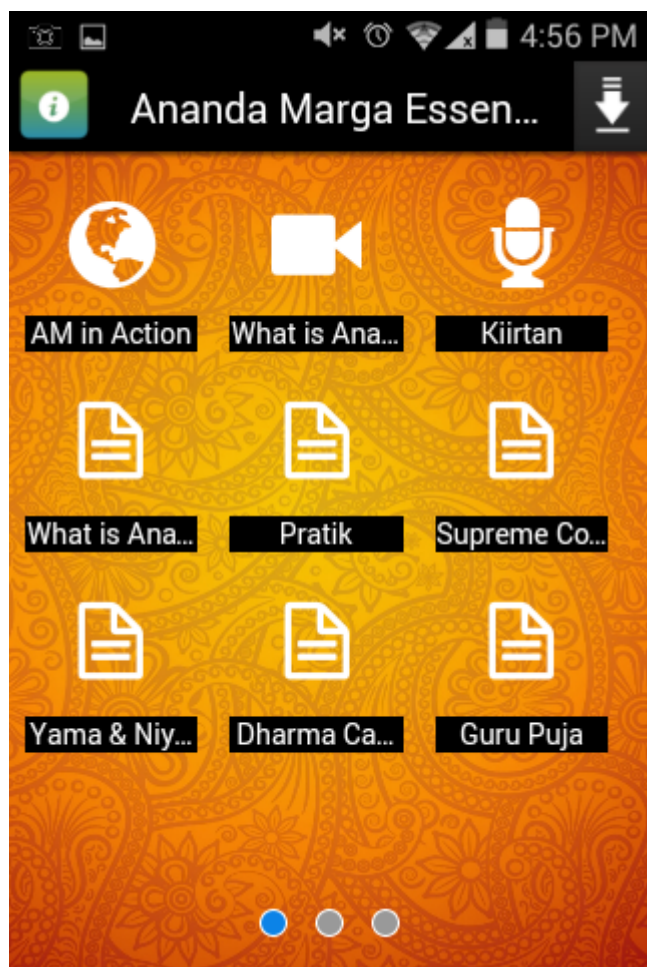 4:56 PM
Ananda Marga Essen...
AM in Action
What is Ana...
Kiirtan
What is Ana...
Pratik
Supreme Co...
Yama & Niy...
Dharma Ca...
Guru Puja